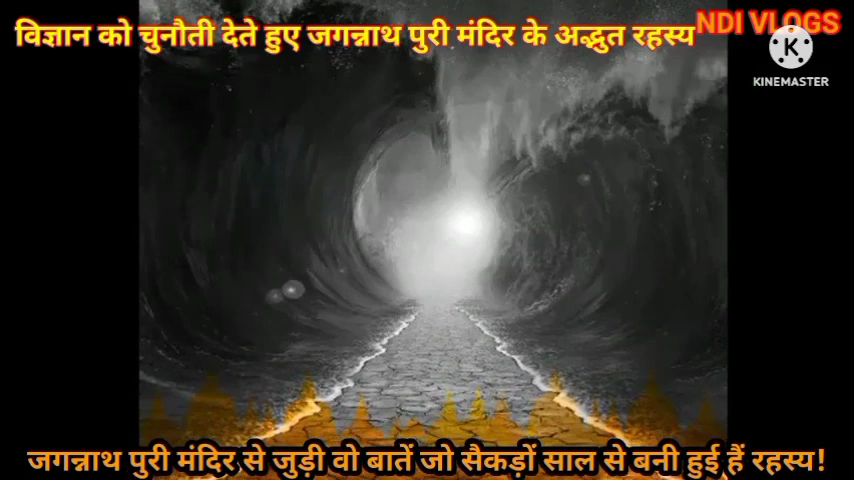 विज्ञान को चुनौती देते हुए जगन्नाथ पुरी मंदिर के अद्भुत रहस्य
NDI VLOGS
K
KINEMASTER
जगन्नाथ पुरी मंदिर से जुड़ी वो बातें जो सैकड़ों साल से बनी हुई हैं रहस्य!